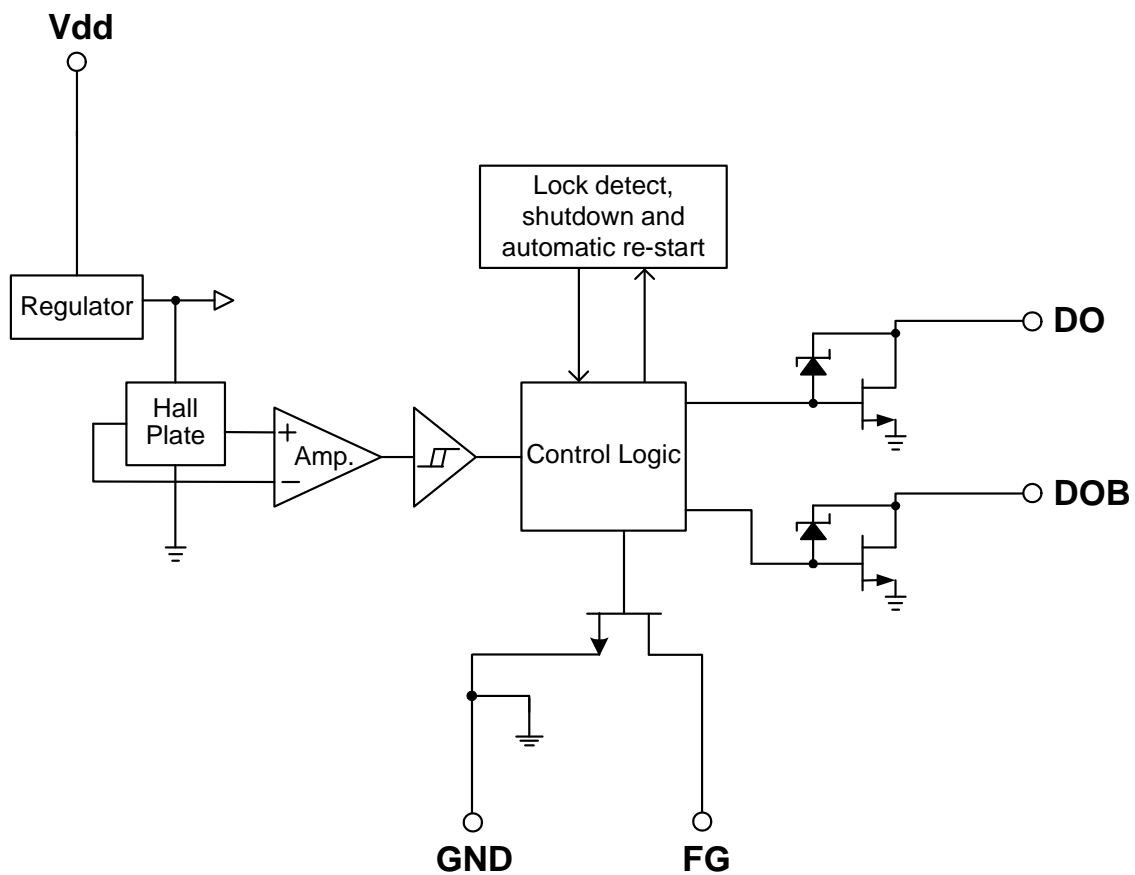 Vdd
Lock detect,
shutdown and
automatic re-start
Regulator
DO
Hall
Plate
+
Amp.
−
Control Logic
DOB
GND
FG